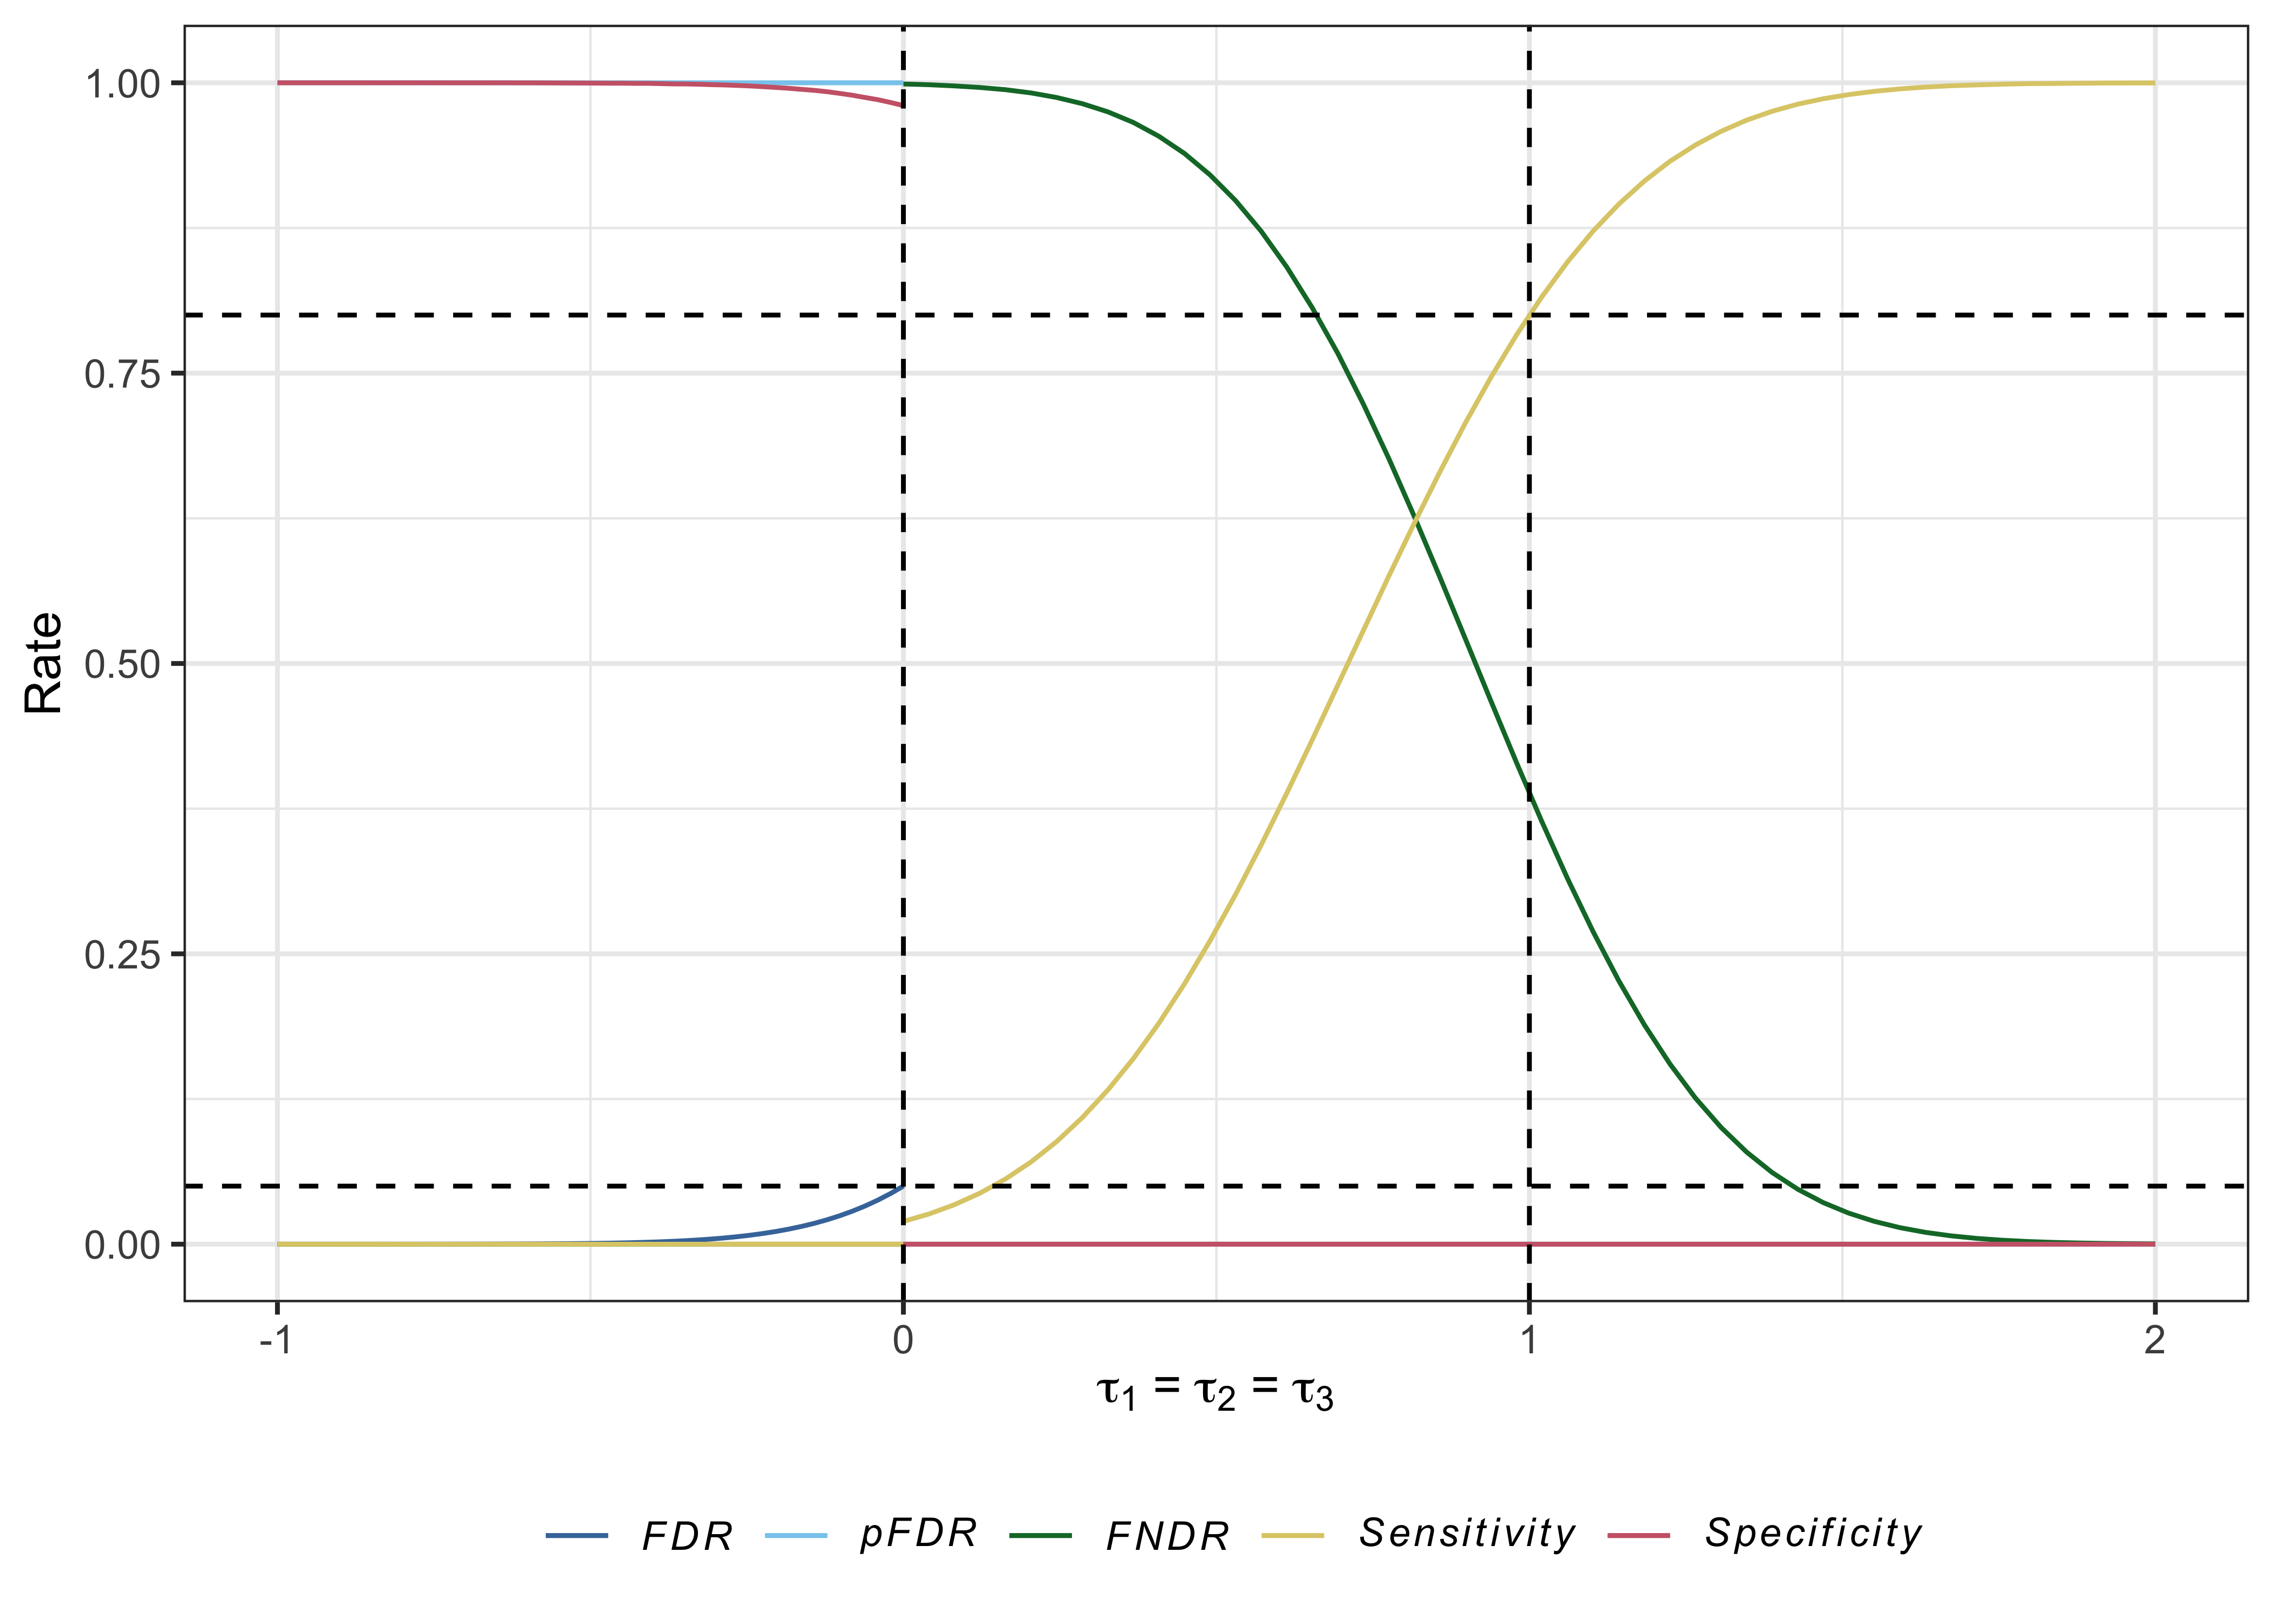 1.00
0.75
0.50
0.25
0.00
Rate
-1 0 1 2
τ₁ = τ₂ = τ₃
FDR pFDR FNDR Sensitivity Specificity